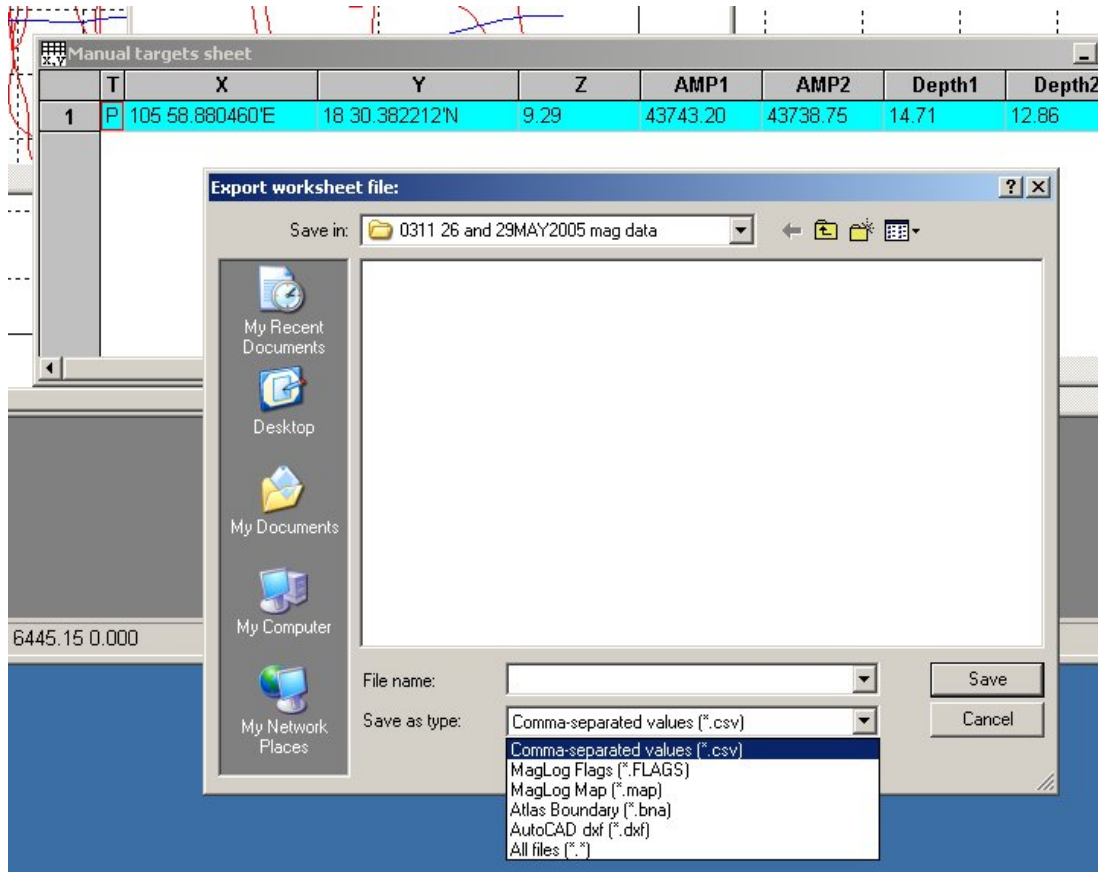 X,Y Manual targets sheet
T X Y Z AMP1 AMP2 Depth1 Depth2
1 P 105 58.880460'E 18 30.382212'N 9.29 43743.20 43738.75 14.71 12.86
Export worksheet file:
Save in: 0311 26 and 29MAY2005 mag data
My Recent
Documents
Desktop
My Documents
My Computer
My Network
Places
6445.15 0.000
File name: Save
Save as type: Comma-separated values (*.csv) Cancel
Comma-separated values (*.csv)
MagLog Flags (*.FLAGS)
MagLog Map (*.map)
Atlas Boundary (*.bna)
AutoCAD dxf (*.dxf)
All files (*.*)